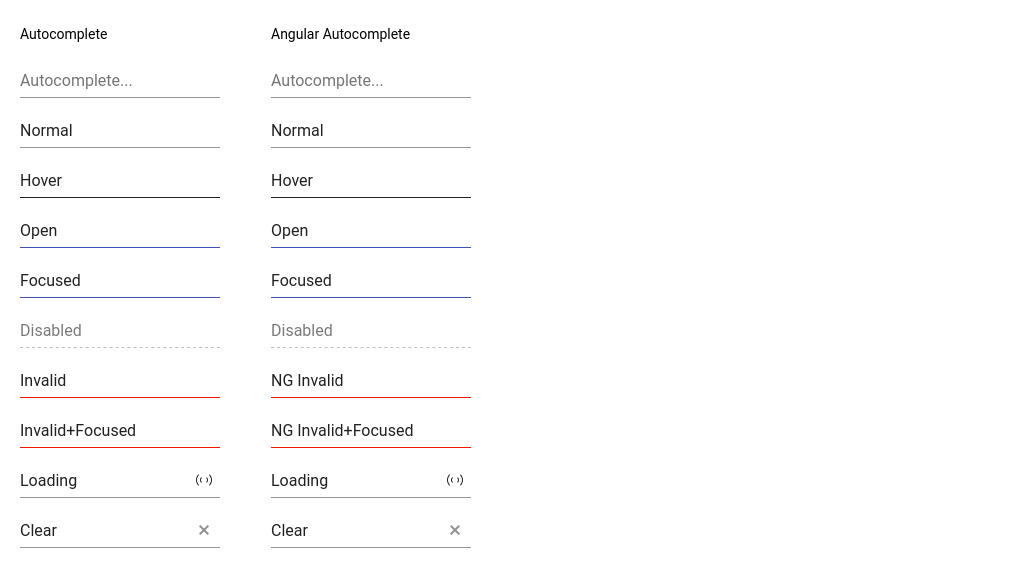 Autocomplete
Autocomplete...
Normal
Hover
Open
Focused
Disabled
Invalid
Invalid+Focused
Loading
Clear
Angular Autocomplete
Autocomplete...
Normal
Hover
Open
Focused
Disabled
NG Invalid
NG Invalid+Focused
Loading
Clear